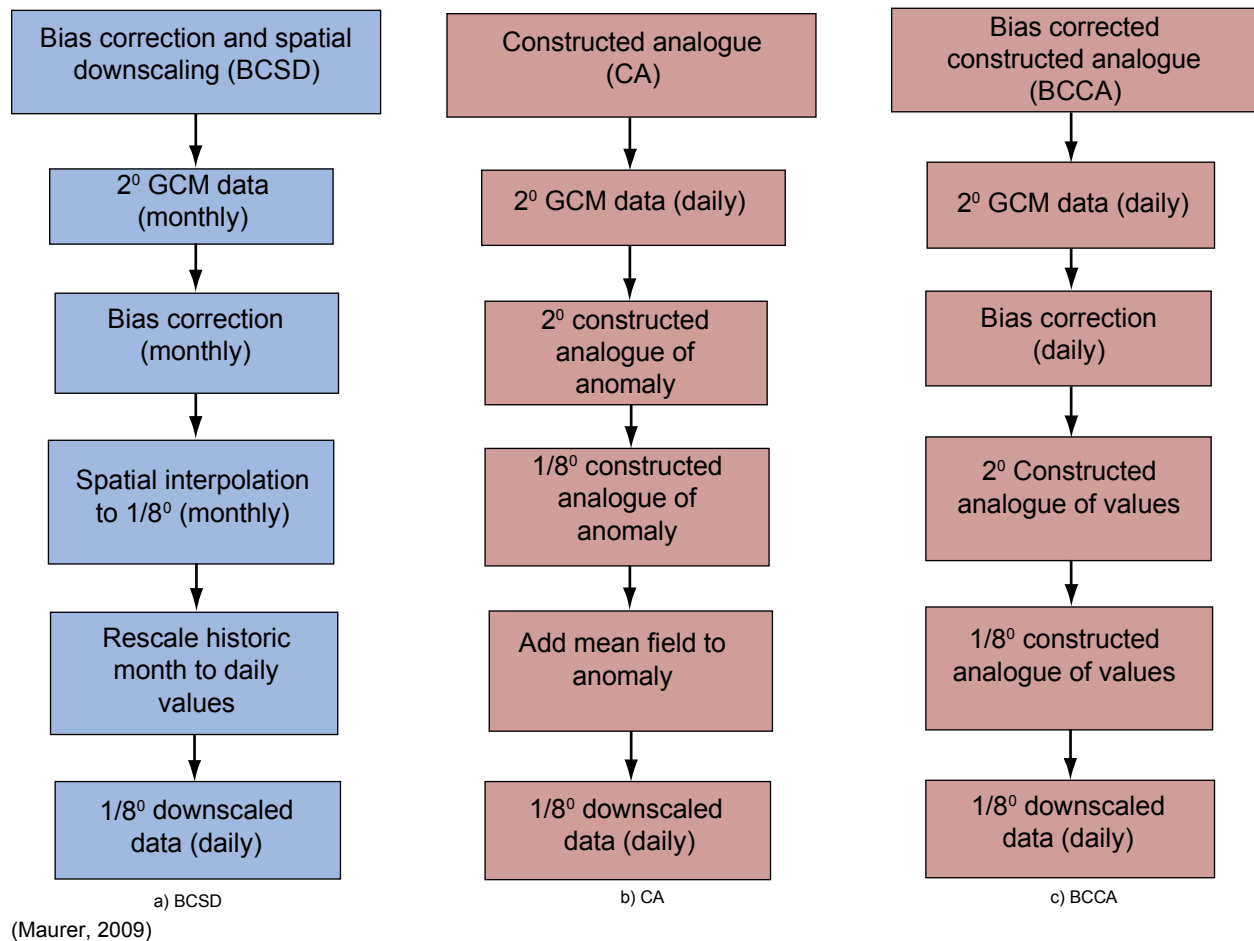 Bias correction and spatial
downscaling (BCSD)
2⁰ GCM data
(monthly)
Bias correction
(monthly)
Spatial interpolation
to 1/8⁰ (monthly)
Rescale historic
month to daily
values
1/8⁰ downscaled
data (daily)
a) BCSD
Constructed analogue
(CA)
2⁰ GCM data (daily)
2⁰ constructed
analogue of
anomaly
1/8⁰ constructed
analogue of
anomaly
Add mean field to
anomaly
1/8⁰ downscaled
data (daily)
b) CA
Bias corrected
constructed analogue
(BCCA)
2⁰ GCM data (daily)
Bias correction
(daily)
2⁰ Constructed
analogue of values
1/8⁰ constructed
analogue of values
1/8⁰ downscaled
data (daily)
c) BCCA
(Maurer, 2009)